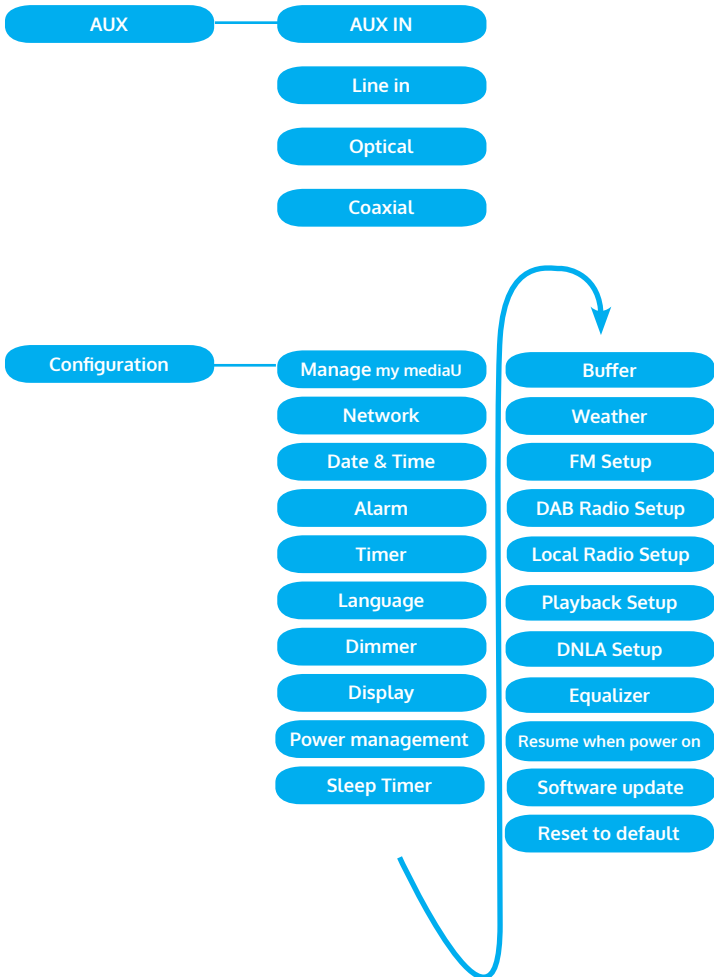 AUX
AUX IN
Line in
Optical
Coaxial
Configuration
Manage my mediaU
Network
Date & Time
Alarm
Timer
Language
Dimmer
Display
Power management
Sleep Timer
Buffer
Weather
FM Setup
DAB Radio Setup
Local Radio Setup
Playback Setup
DNLA Setup
Equalizer
Resume when power on
Software update
Reset to default